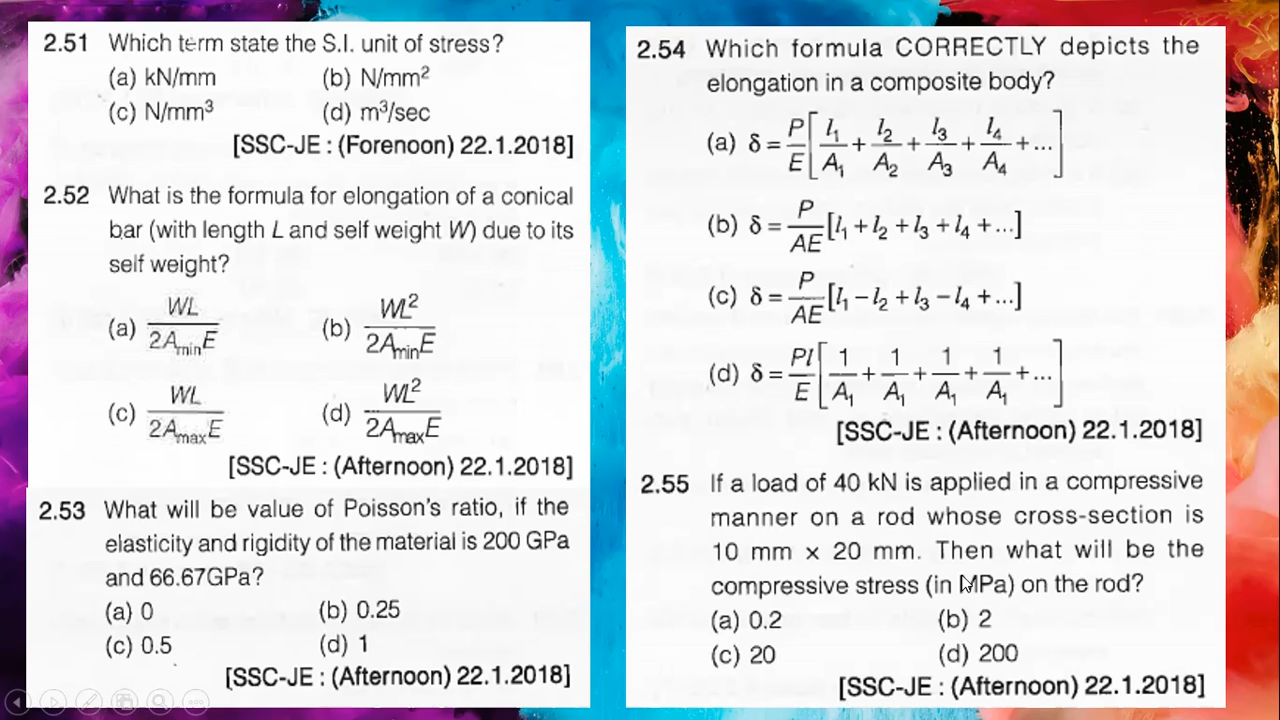 2.51 Which term state the S.I. unit of stress?
(a) kN/mm (b) N/mm²
(c) N/mm³ (d) m³/sec
[SSC-JE : (Forenoon) 22.1.2018]
2.52 What is the formula for elongation of a conical
bar (with length L and self weight W) due to its
self weight?
(a) WL/2A_minE (b) WL²/2A_minE
(c) WL/2A_maxE (d) WL²/2A_maxE
[SSC-JE : (Afternoon) 22.1.2018]
2.53 What will be value of Poisson's ratio, if the
elasticity and rigidity of the material is 200 GPa
and 66.67GPa?
(a) 0 (b) 0.25
(c) 0.5 (d) 1
[SSC-JE : (Afternoon) 22.1.2018]
2.54 Which formula CORRECTLY depicts the
elongation in a composite body?
(a) δ = P/E [l₁/A₁ + l₂/A₂ + l₃/A₃ + l₄/A₄ + ...]
(b) δ = P/AE [l₁ + l₂ + l₃ + l₄ + ...]
(c) δ = P/AE [l₁ − l₂ + l₃ − l₄ + ...]
(d) δ = Pl/E [1/A₁ + 1/A₁ + 1/A₁ + 1/A₁ + ...]
[SSC-JE : (Afternoon) 22.1.2018]
2.55 If a load of 40 kN is applied in a compressive
manner on a rod whose cross-section is
10 mm × 20 mm. Then what will be the
compressive stress (in MPa) on the rod?
(a) 0.2 (b) 2
(c) 20 (d) 200
[SSC-JE : (Afternoon) 22.1.2018]